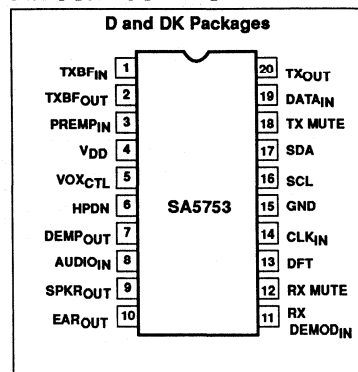 D and DK Packages
TXBFIN 1
20 TXOUT
TXBFOUT 2
19 DATAIN
PREMPIN 3
18 TX MUTE
VDD 4
17 SDA
VOXCTL 5
16 SCL
HPDN 6
SA5753
15 GND
DEMPOUT 7
14 CLKIN
AUDIOIN 8
13 DFT
SPKROUT 9
12 RX MUTE
EAROUT 10
11 RX
DEMODIN